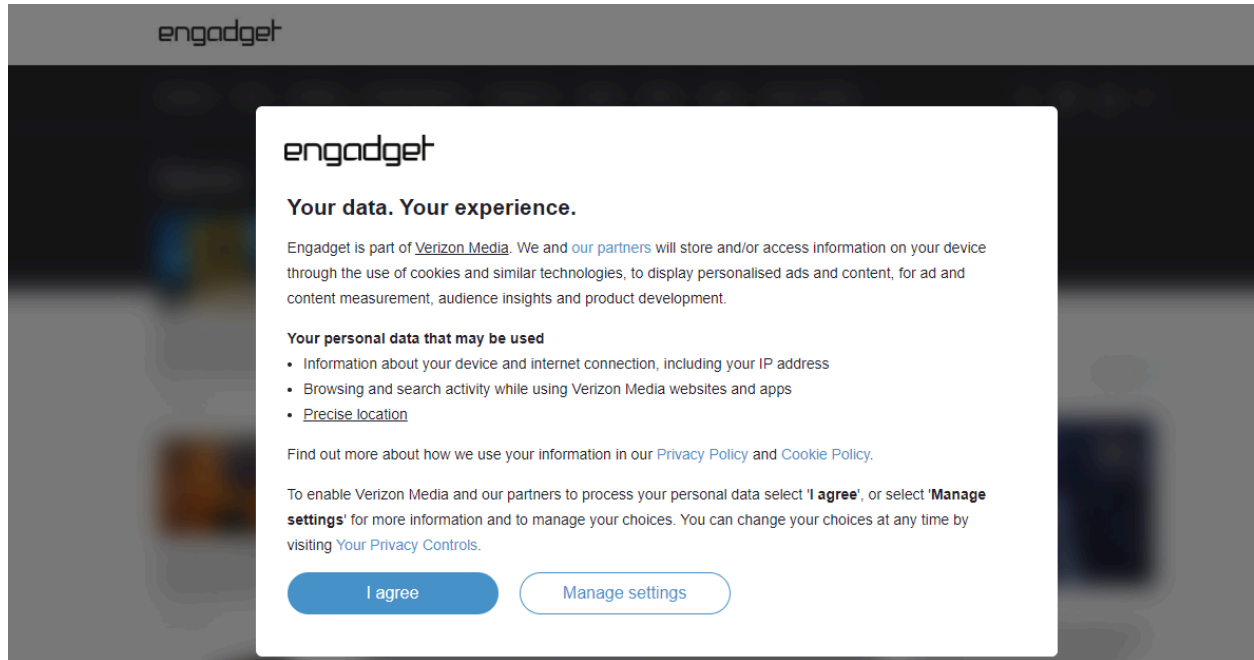 engadget
engadget
Your data. Your experience.
Engadget is part of Verizon Media. We and our partners will store and/or access information on your device
through the use of cookies and similar technologies, to display personalised ads and content, for ad and
content measurement, audience insights and product development.
Your personal data that may be used
• Information about your device and internet connection, including your IP address
• Browsing and search activity while using Verizon Media websites and apps
• Precise location
Find out more about how we use your information in our Privacy Policy and Cookie Policy.
To enable Verizon Media and our partners to process your personal data select 'I agree', or select 'Manage
settings' for more information and to manage your choices. You can change your choices at any time by
visiting Your Privacy Controls.
I agree
Manage settings